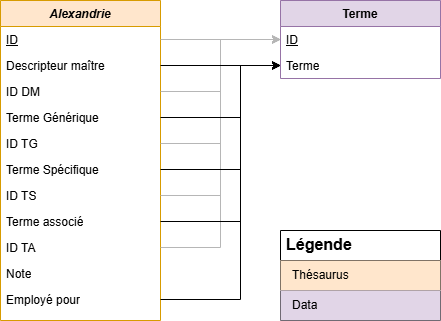 Alexandrie
ID
Descripteur maître
ID DM
Terme Générique
ID TG
Terme Spécifique
ID TS
Terme associé
ID TA
Note
Employé pour
Terme
ID
Terme
Légende
Thésaurus
Data